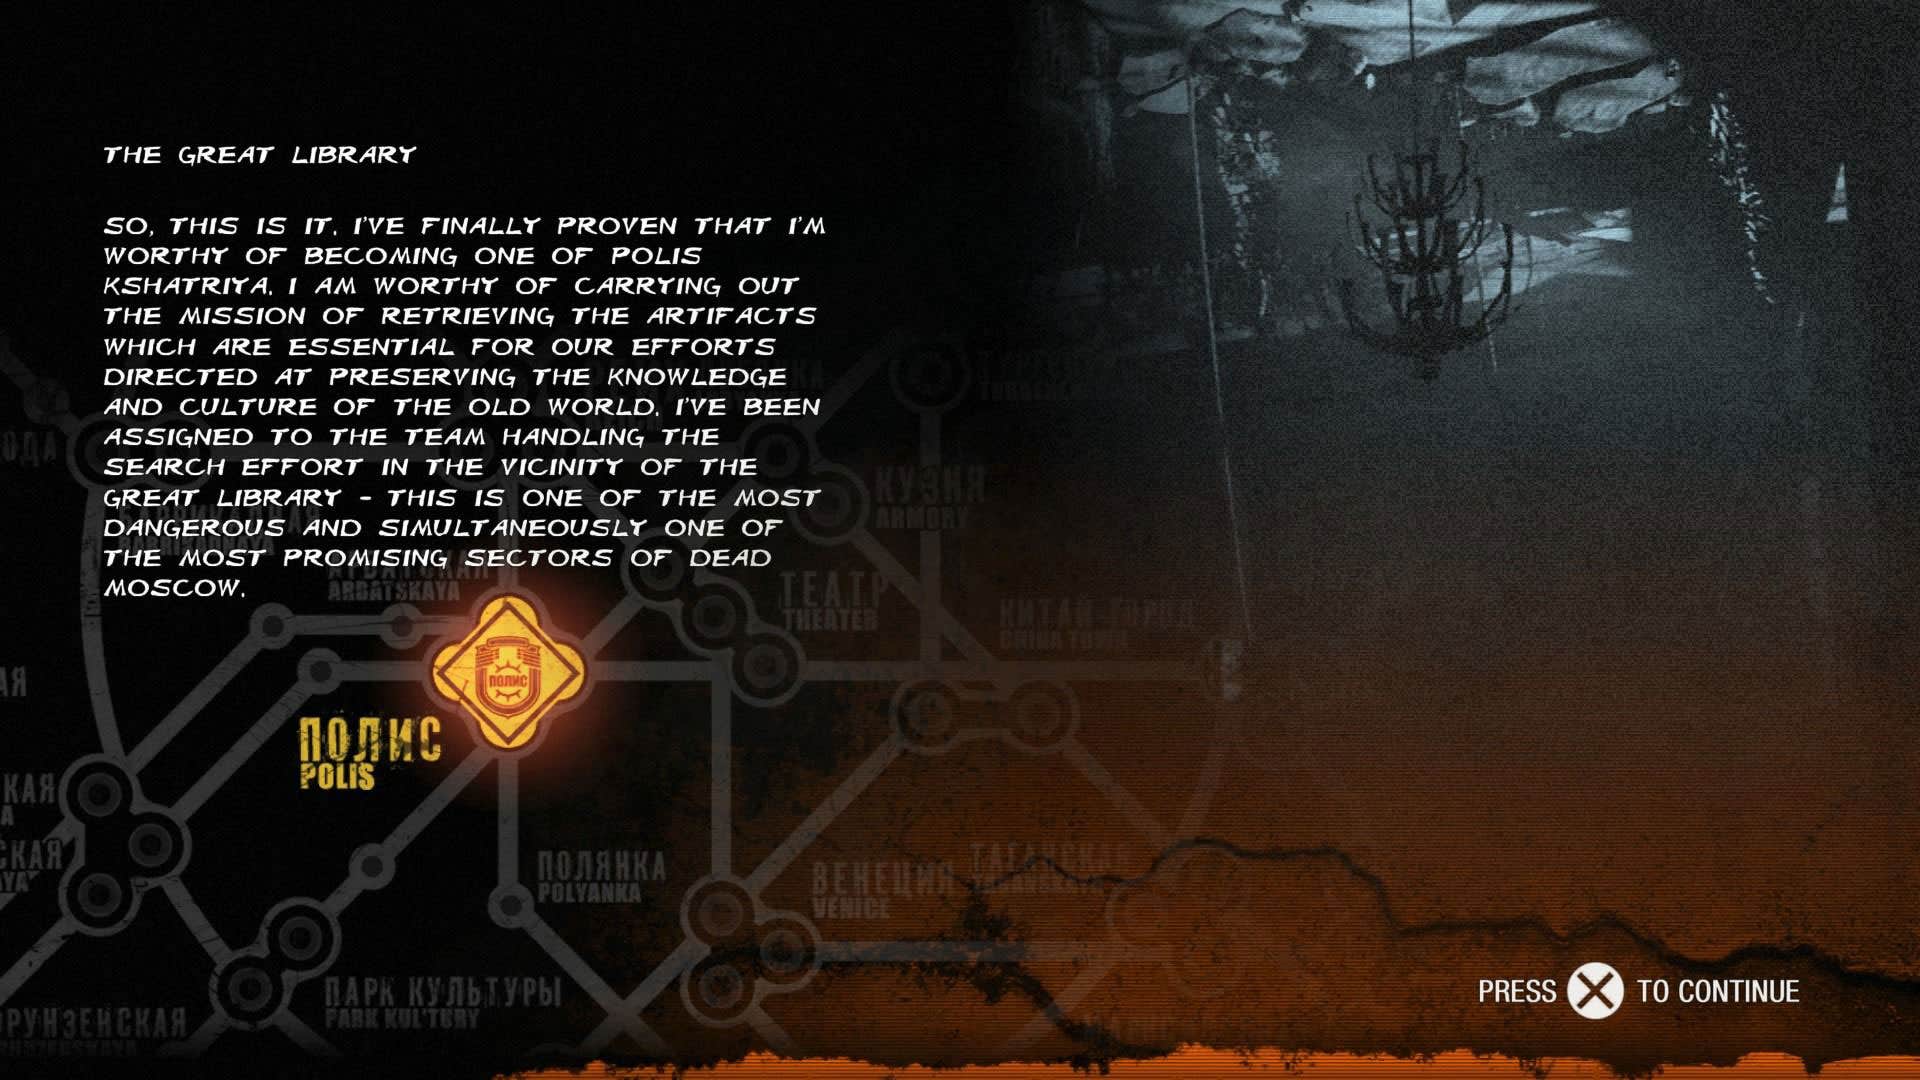 THE GREAT LIBRARY
SO, THIS IS IT. I'VE FINALLY PROVEN THAT I'M
WORTHY OF BECOMING ONE OF POLIS
KSHATRIYA. I AM WORTHY OF CARRYING OUT
THE MISSION OF RETRIEVING THE ARTIFACTS
WHICH ARE ESSENTIAL FOR OUR EFFORTS
DIRECTED AT PRESERVING THE KNOWLEDGE
AND CULTURE OF THE OLD WORLD. I'VE BEEN
ASSIGNED TO THE TEAM HANDLING THE
SEARCH EFFORT IN THE VICINITY OF THE
GREAT LIBRARY - THIS IS ONE OF THE MOST
DANGEROUS AND SIMULTANEOUSLY ONE OF
THE MOST PROMISING SECTORS OF DEAD
MOSCOW.
КУЗНЯ
ARMORY
АРБАТСКАЯ
ARBATSKAYA
ТЕАТР
THEATER
КИТАЙ-ГОРОД
CHINA TOWN
ПОЛИС
ПОЛИС
POLIS
ПОЛЯНКА
POLYANKA
ВЕНЕЦИЯ
VENICE
ТАГАНСКАЯ
ПАРК КУЛЬТУРЫ
PARK KUL'TURY
РУНЗЕНСКАЯ
PRESS X TO CONTINUE